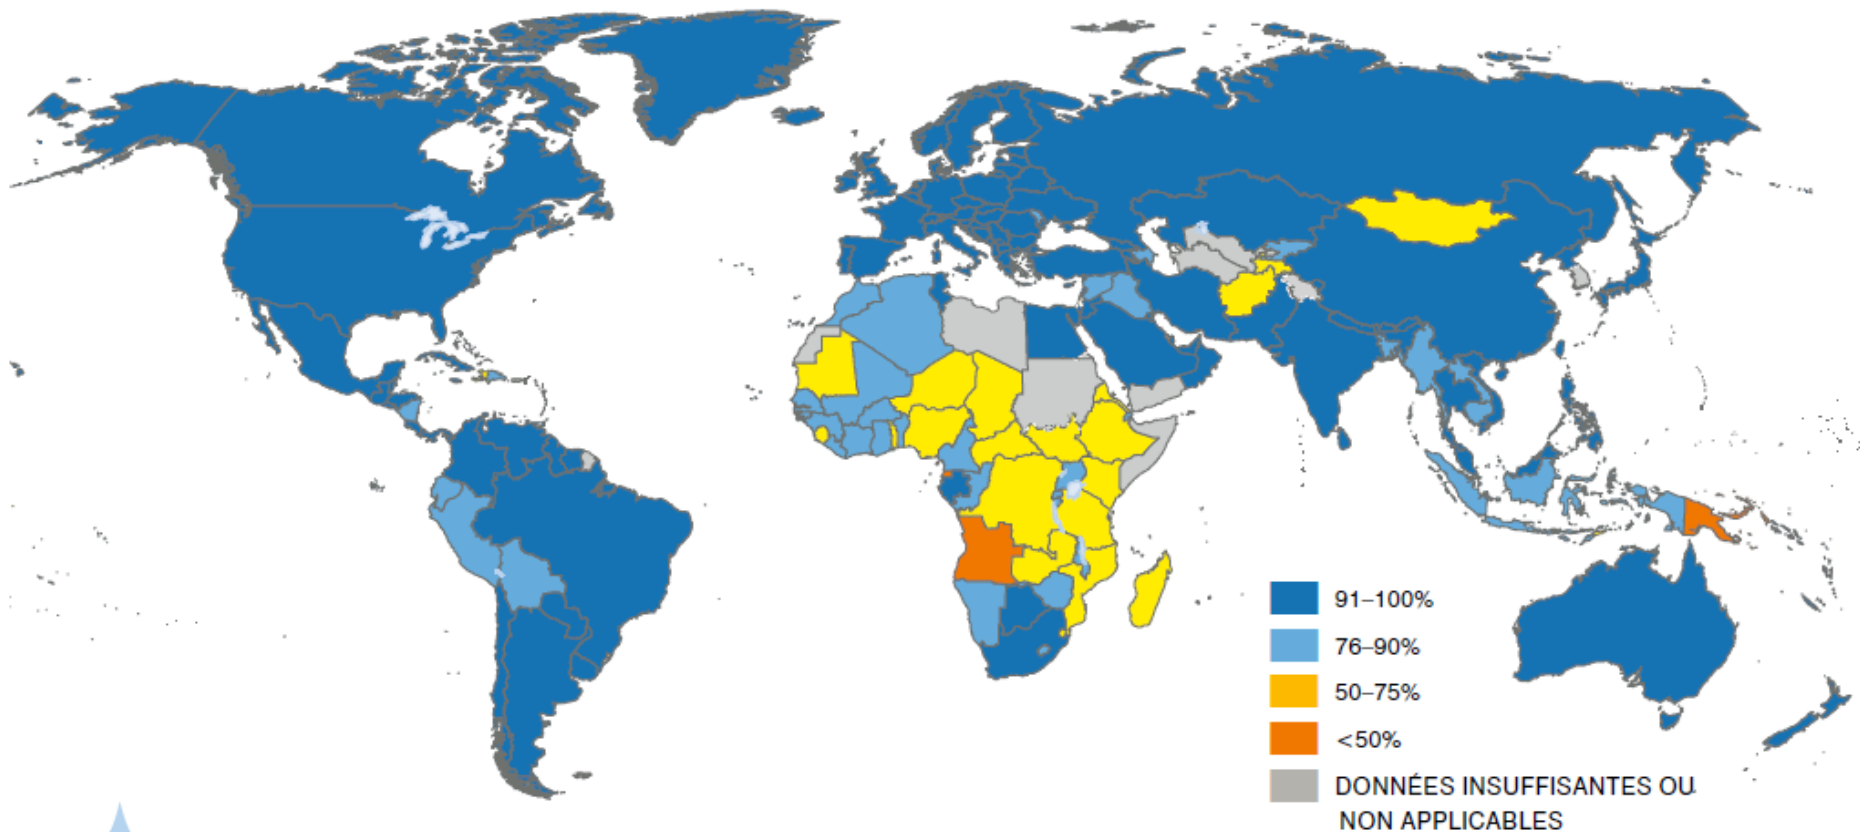 91–100%
76–90%
50–75%
<50%
DONNÉES INSUFFISANTES OU
NON APPLICABLES